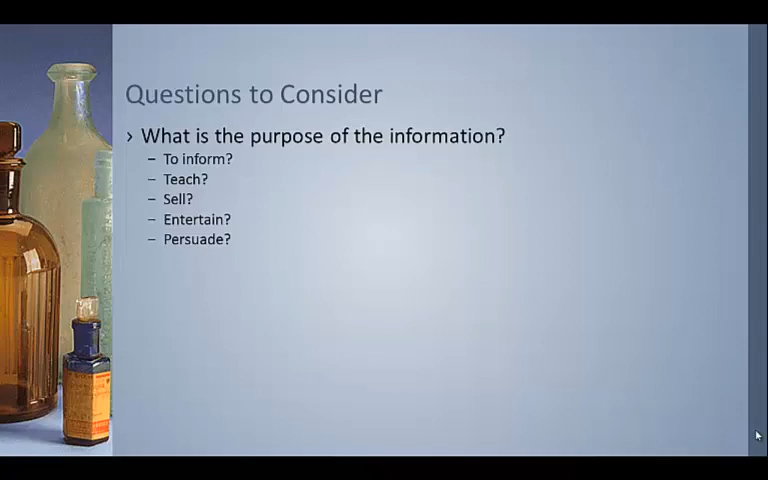 Questions to Consider
› What is the purpose of the information?
– To inform?
– Teach?
– Sell?
– Entertain?
– Persuade?